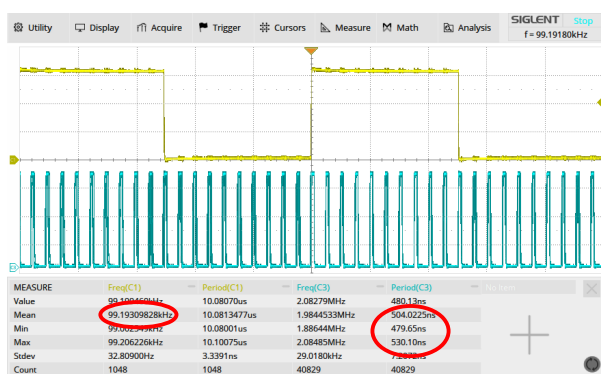 Utility Display Acquire Trigger Cursors Measure Math Analysis SIGLENT Stop
f = 99.19180kHz
MEASURE Freq(C1) Period(C1) Freq(C3) Period(C3)
Value 10.08070us 2.08279MHz 480.13ns
Mean 99.19309828kHz 10.0813477us 1.9844533MHz 504.0225ns
Min 10.08001us 1.88644MHz 479.65ns
Max 99.206226kHz 10.10075us 2.08485MHz 530.10ns
Stdev 32.80900Hz 3.3391ns 29.0180kHz
Count 1048 1048 40829 40829